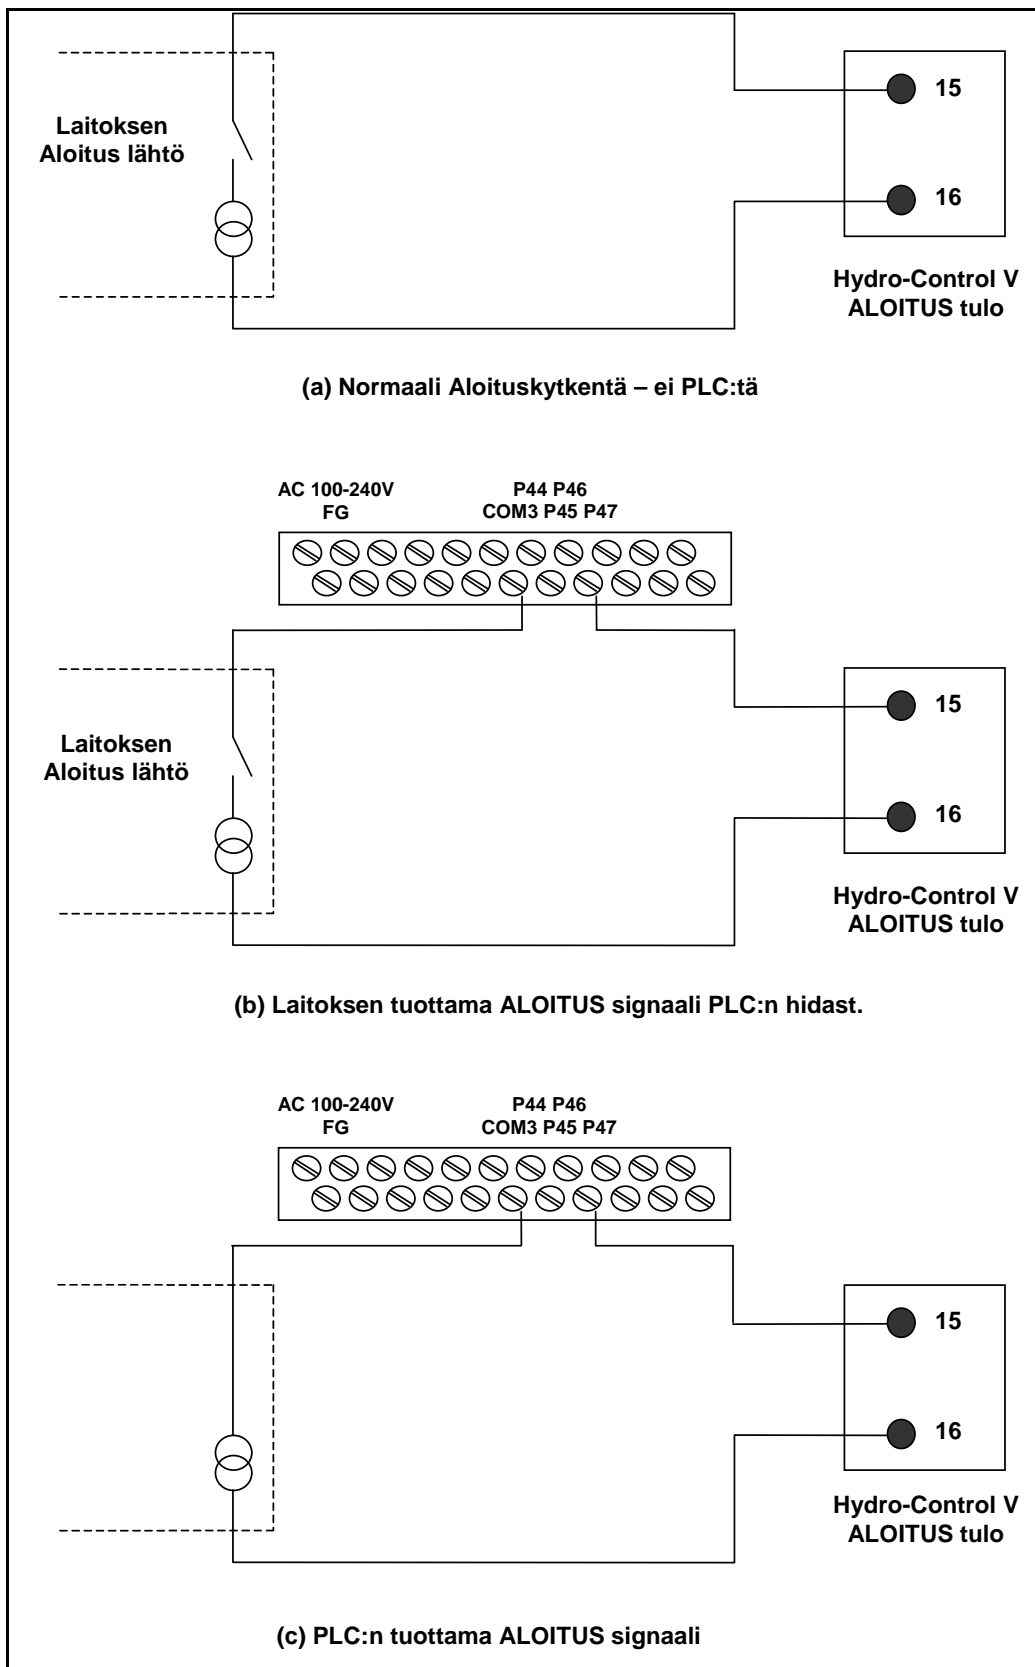 Laitoksen
Aloitus lähtö
15
16
Hydro-Control V
ALOITUS tulo
(a) Normaali Aloituskytkentä – ei PLC:tä
AC 100-240V
FG
P44 P46
COM3 P45 P47
Laitoksen
Aloitus lähtö
15
16
Hydro-Control V
ALOITUS tulo
(b) Laitoksen tuottama ALOITUS signaali PLC:n hidast.
AC 100-240V
FG
P44 P46
COM3 P45 P47
15
16
Hydro-Control V
ALOITUS tulo
(c) PLC:n tuottama ALOITUS signaali